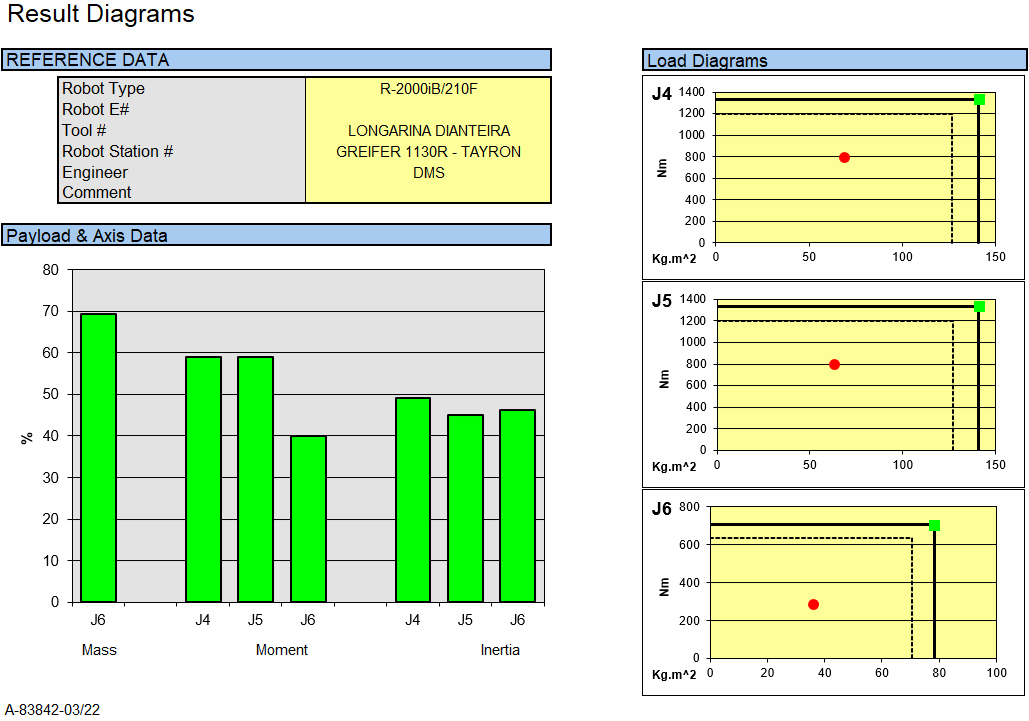 Result Diagrams
REFERENCE DATA
Robot Type R-2000iB/210F
Robot E#
Tool # LONGARINA DIANTEIRA
Robot Station # GREIFER 1130R - TAYRON
Engineer DMS
Comment
Payload & Axis Data
80
70
60
50
40
30
20
10
0
%
J6 J4 J5 J6 J4 J5 J6
Mass Moment Inertia
Load Diagrams
J4
1400
1200
1000
800
600
400
200
0
Nm
Kg.m^2 0 50 100 150
J5
1400
1200
1000
800
600
400
200
0
Nm
Kg.m^2 0 50 100 150
J6
800
600
400
200
0
Nm
Kg.m^2 0 20 40 60 80 100
A-83842-03/22